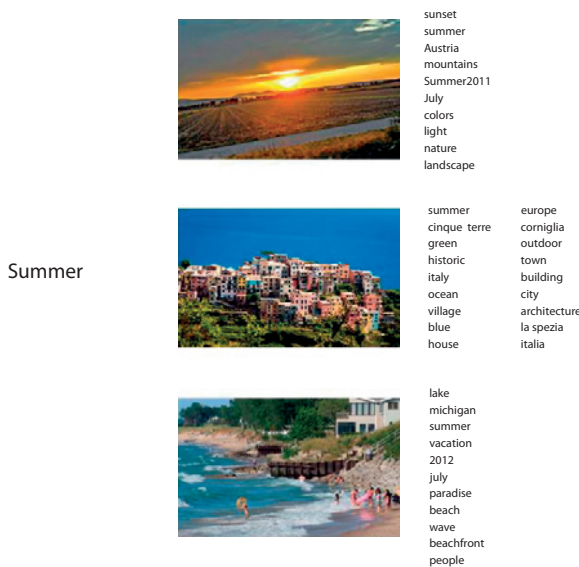 sunset
summer
Austria
mountains
Summer2011
July
colors
light
nature
landscape
Summer
summer
cinque terre
green
historic
italy
ocean
village
blue
house
europe
corniglia
outdoor
town
building
city
architecture
la spezia
italia
lake
michigan
summer
vacation
2012
july
paradise
beach
wave
beachfront
people